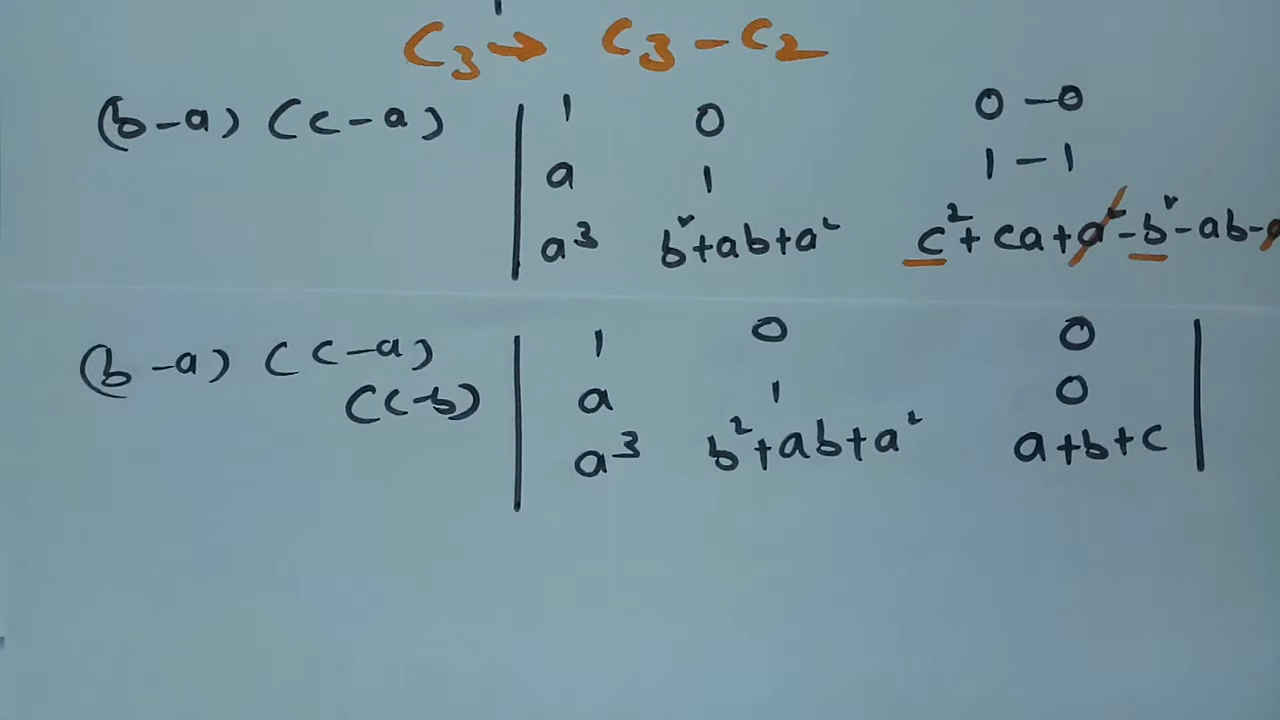 C₃ → C₃ - C₂
(b-a) (c-a) | 1 0 0 - 0
a 1 1 - 1
a³ b²+ab+a² c²+ca+a²-b²-ab-
(b-a) (c-a) | 1 0 0 |
(c-b) a 1 0
a³ b²+ab+a² a+b+c